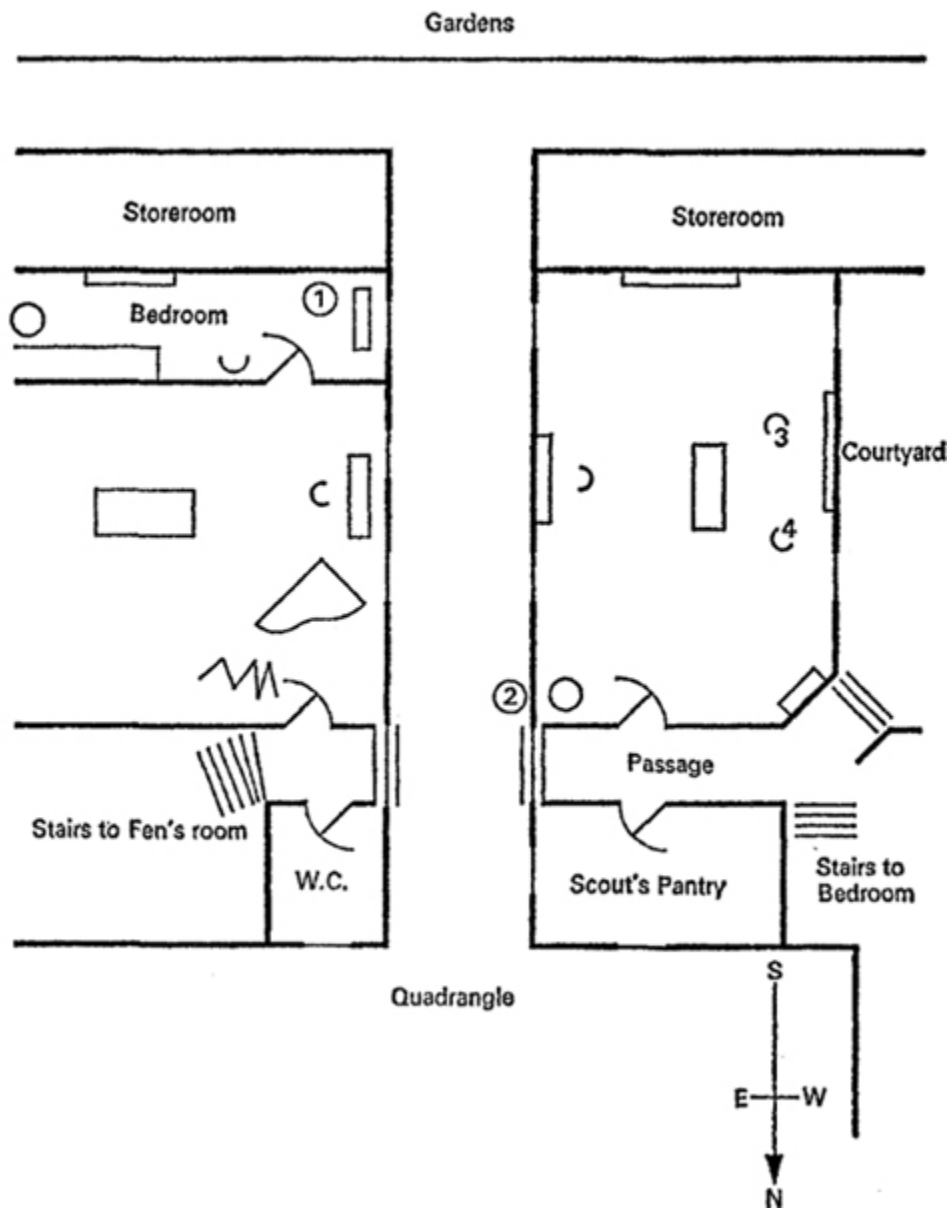 Gardens
Storeroom
Storeroom
1
Bedroom
3
Courtyard
4
2
Passage
Stairs to Fen's room
W.C.
Scout's Pantry
Stairs to
Bedroom
Quadrangle
S
E W
N